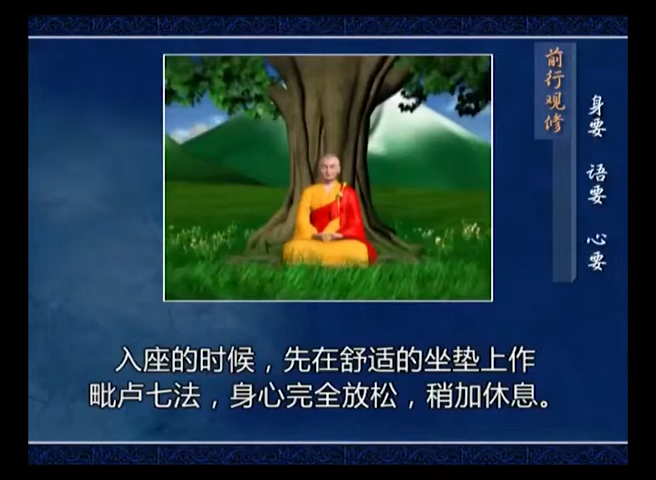 前行观修
身要 语要 心要
入座的时候，先在舒适的坐垫上作
毗卢七法，身心完全放松，稍加休息。